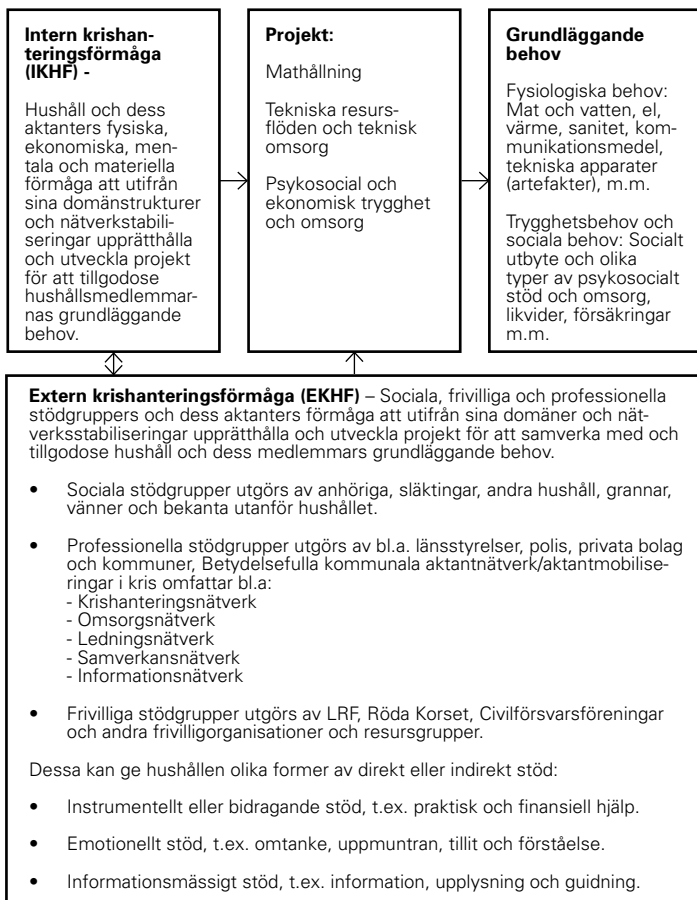 Intern krishan-
teringsförmåga
(IKHF) -
Hushåll och dess
aktanters fysiska,
ekonomiska, men-
tala och materiella
förmåga att utifrån
sina domänstrukturer
och nätverkstabili-
seringar upprätthålla
och utveckla projekt
för att tillgodose
hushållsmedlemmar-
nas grundläggande
behov.
Projekt:
Mathållning
Tekniska resurs-
flöden och teknisk
omsorg
Psykosocial och
ekonomisk trygghet
och omsorg
Grundläggande
behov
Fysiologiska behov:
Mat och vatten, el,
värme, sanitet, kom-
munikationsmedel,
tekniska apparater
(artefakter), m.m.
Trygghetsbehov och
sociala behov: Socialt
utbyte och olika
typer av psykosocialt
stöd och omsorg,
likvider, försäkringar
m.m.
Extern krishanteringsförmåga (EKHF) – Sociala, frivilliga och professionella
stödgruppers och dess aktanters förmåga att utifrån sina domäner och nät-
verksstabiliseringar upprätthålla och utveckla projekt för att samverka med och
tillgodose hushåll och dess medlemmars grundläggande behov.
• Sociala stödgrupper utgörs av anhöriga, släktingar, andra hushåll, grannar,
vänner och bekanta utanför hushållet.
• Professionella stödgrupper utgörs av bl.a. länsstyrelser, polis, privata bolag
och kommuner, Betydelsefulla kommunala aktantnätverk/aktantmobilise-
ringar i kris omfattar bl.a:
- Krishanteringsnätverk
- Omsorgsnätverk
- Ledningsnätverk
- Samverkansnätverk
- Informationsnätverk
• Frivilliga stödgrupper utgörs av LRF, Röda Korset, Civilförsvarsföreningar
och andra frivilligorganisationer och resursgrupper.
Dessa kan ge hushållen olika former av direkt eller indirekt stöd:
• Instrumentellt eller bidragande stöd, t.ex. praktisk och finansiell hjälp.
• Emotionellt stöd, t.ex. omtanke, uppmuntran, tillit och förståelse.
• Informationsmässigt stöd, t.ex. information, upplysning och guidning.